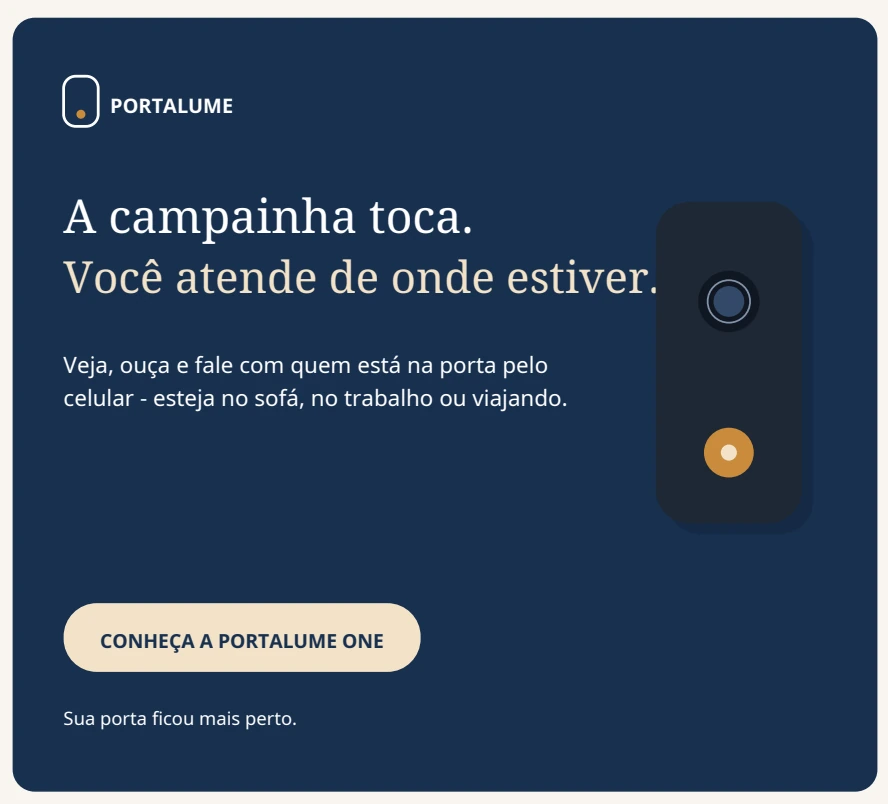 PORTALUME
A campainha toca.
Você atende de onde estiver.
Veja, ouça e fale com quem está na porta pelo
celular - esteja no sofá, no trabalho ou viajando.
CONHEÇA A PORTALUME ONE
Sua porta ficou mais perto.